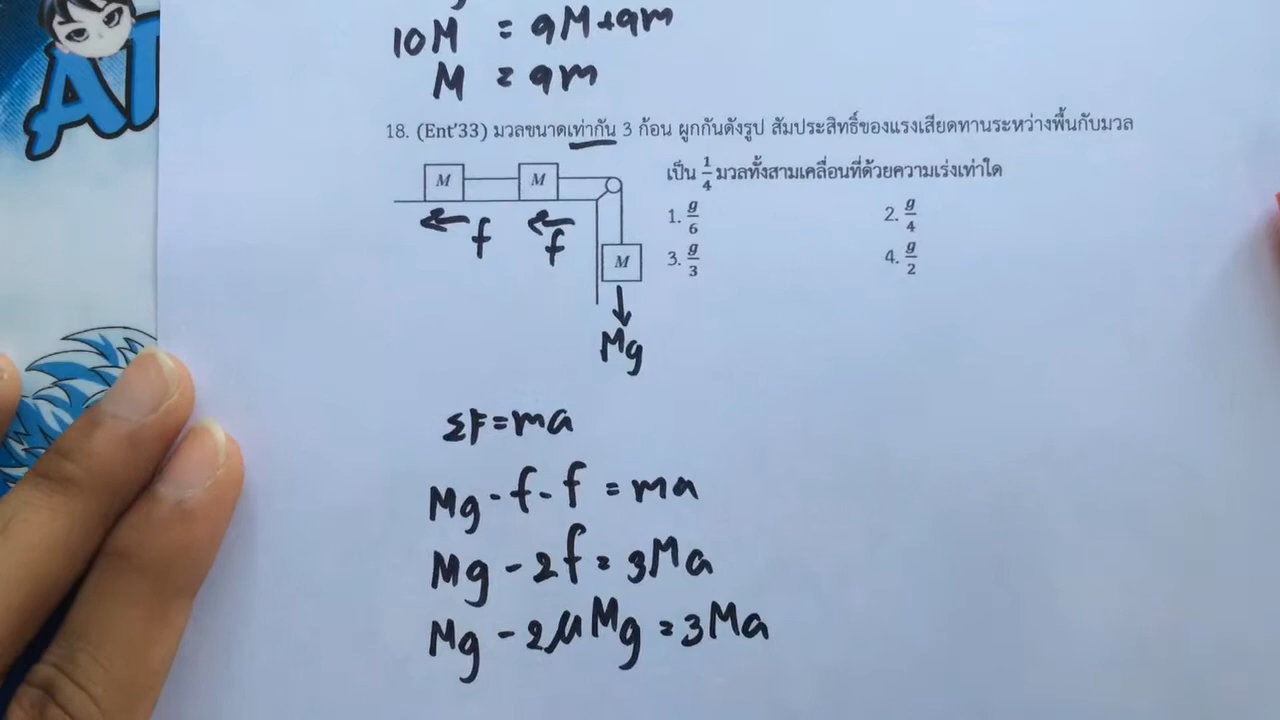 AT
10M = 9M+9m
M = 9m
18. (Ent'33) มวลขนาดเท่ากัน 3 ก้อน ผูกกันดังรูป สัมประสิทธิ์ของแรงเสียดทานระหว่างพื้นกับมวล
เป็น 1/4 มวลทั้งสามเคลื่อนที่ด้วยความเร่งเท่าใด
M M
1. g/6 2. g/4
f f
M
3. g/3 4. g/2
Mg
ΣF=ma
Mg - f - f = ma
Mg - 2f = 3Ma
Mg - 2μMg = 3Ma